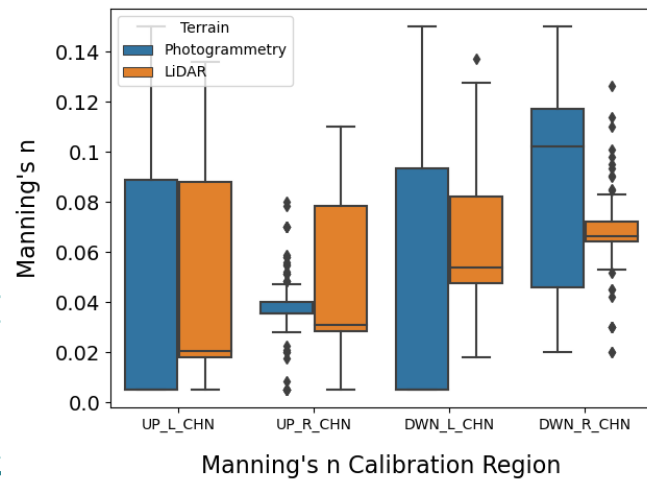 Terrain
Photogrammetry
LiDAR
0.14
0.12
0.1
0.08
0.06
0.04
0.02
0.0
Manning's n
UP_L_CHN
UP_R_CHN
DWN_L_CHN
DWN_R_CHN
Manning's n Calibration Region